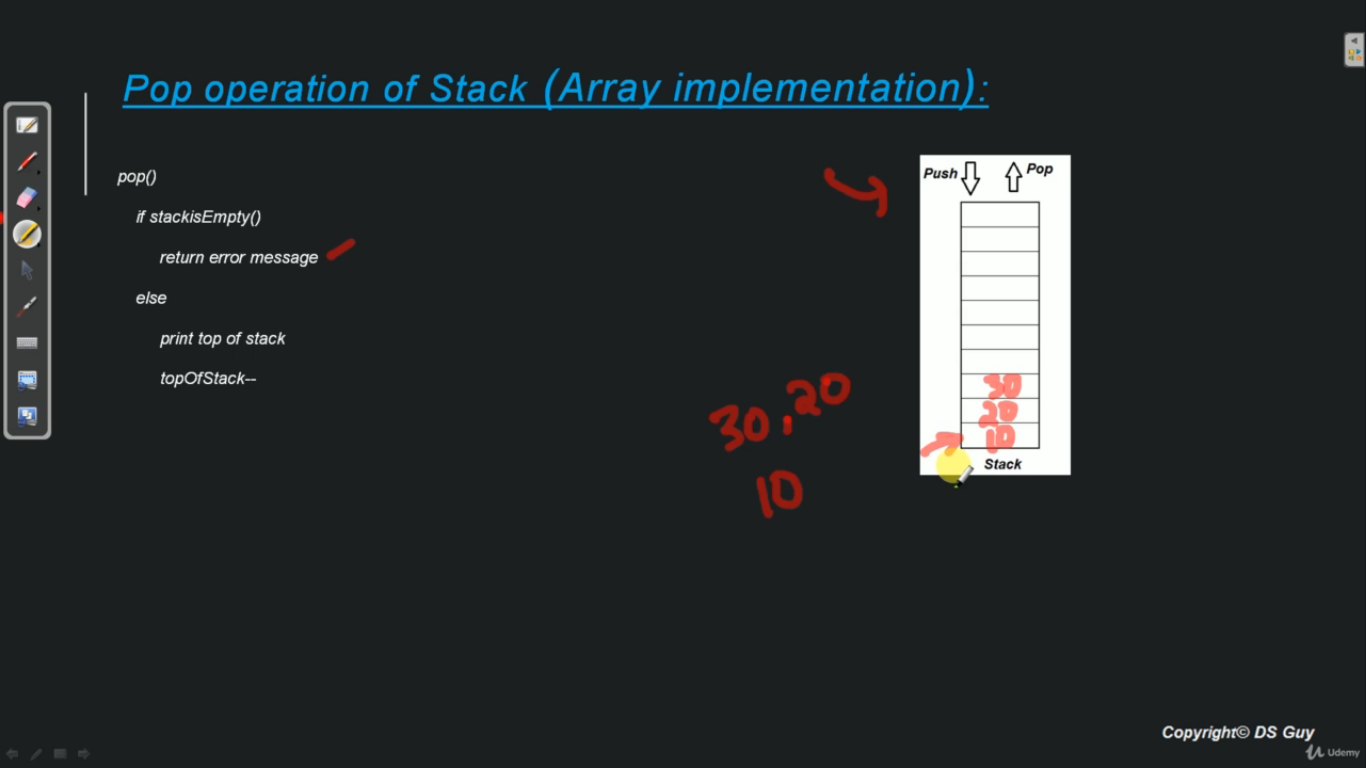 Pop operation of Stack (Array implementation):
pop()
if stackisEmpty()
return error message
else
print top of stack
topOfStack--
30, 20
10
Push
Pop
30
20
10
Stack
Copyright© DS Guy
Udemy